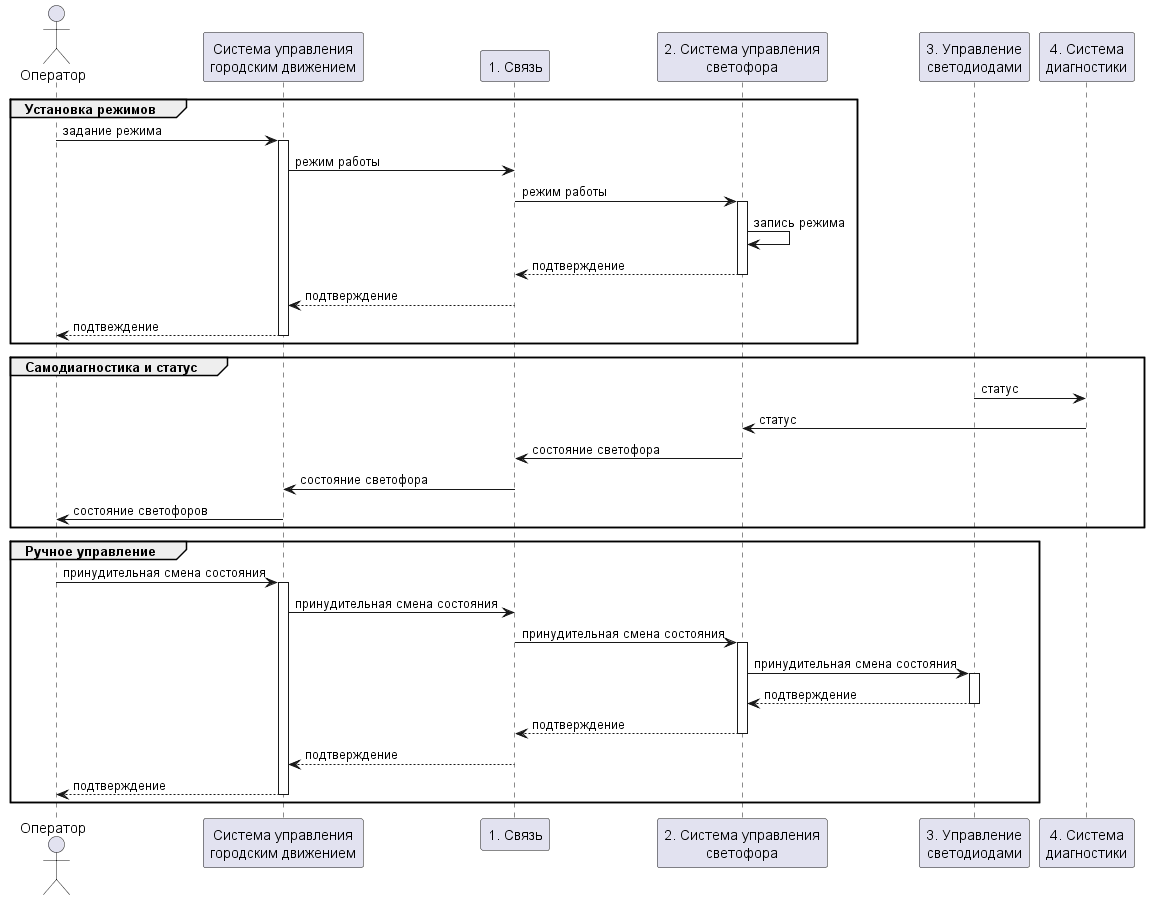 Оператор
Система управления
городским движением
1. Связь
2. Система управления
светофора
3. Управление
светодиодами
4. Система
диагностики
Установка режимов
задание режима
режим работы
режим работы
запись режима
подтверждение
подтверждение
подтвеждение
Самодиагностика и статус
статус
статус
состояние светофора
состояние светофора
состояние светофоров
Ручное управление
принудительная смена состояния
принудительная смена состояния
принудительная смена состояния
принудительная смена состояния
подтверждение
подтверждение
подтверждение
подтверждение
Оператор
Система управления
городским движением
1. Связь
2. Система управления
светофора
3. Управление
светодиодами
4. Система
диагностики